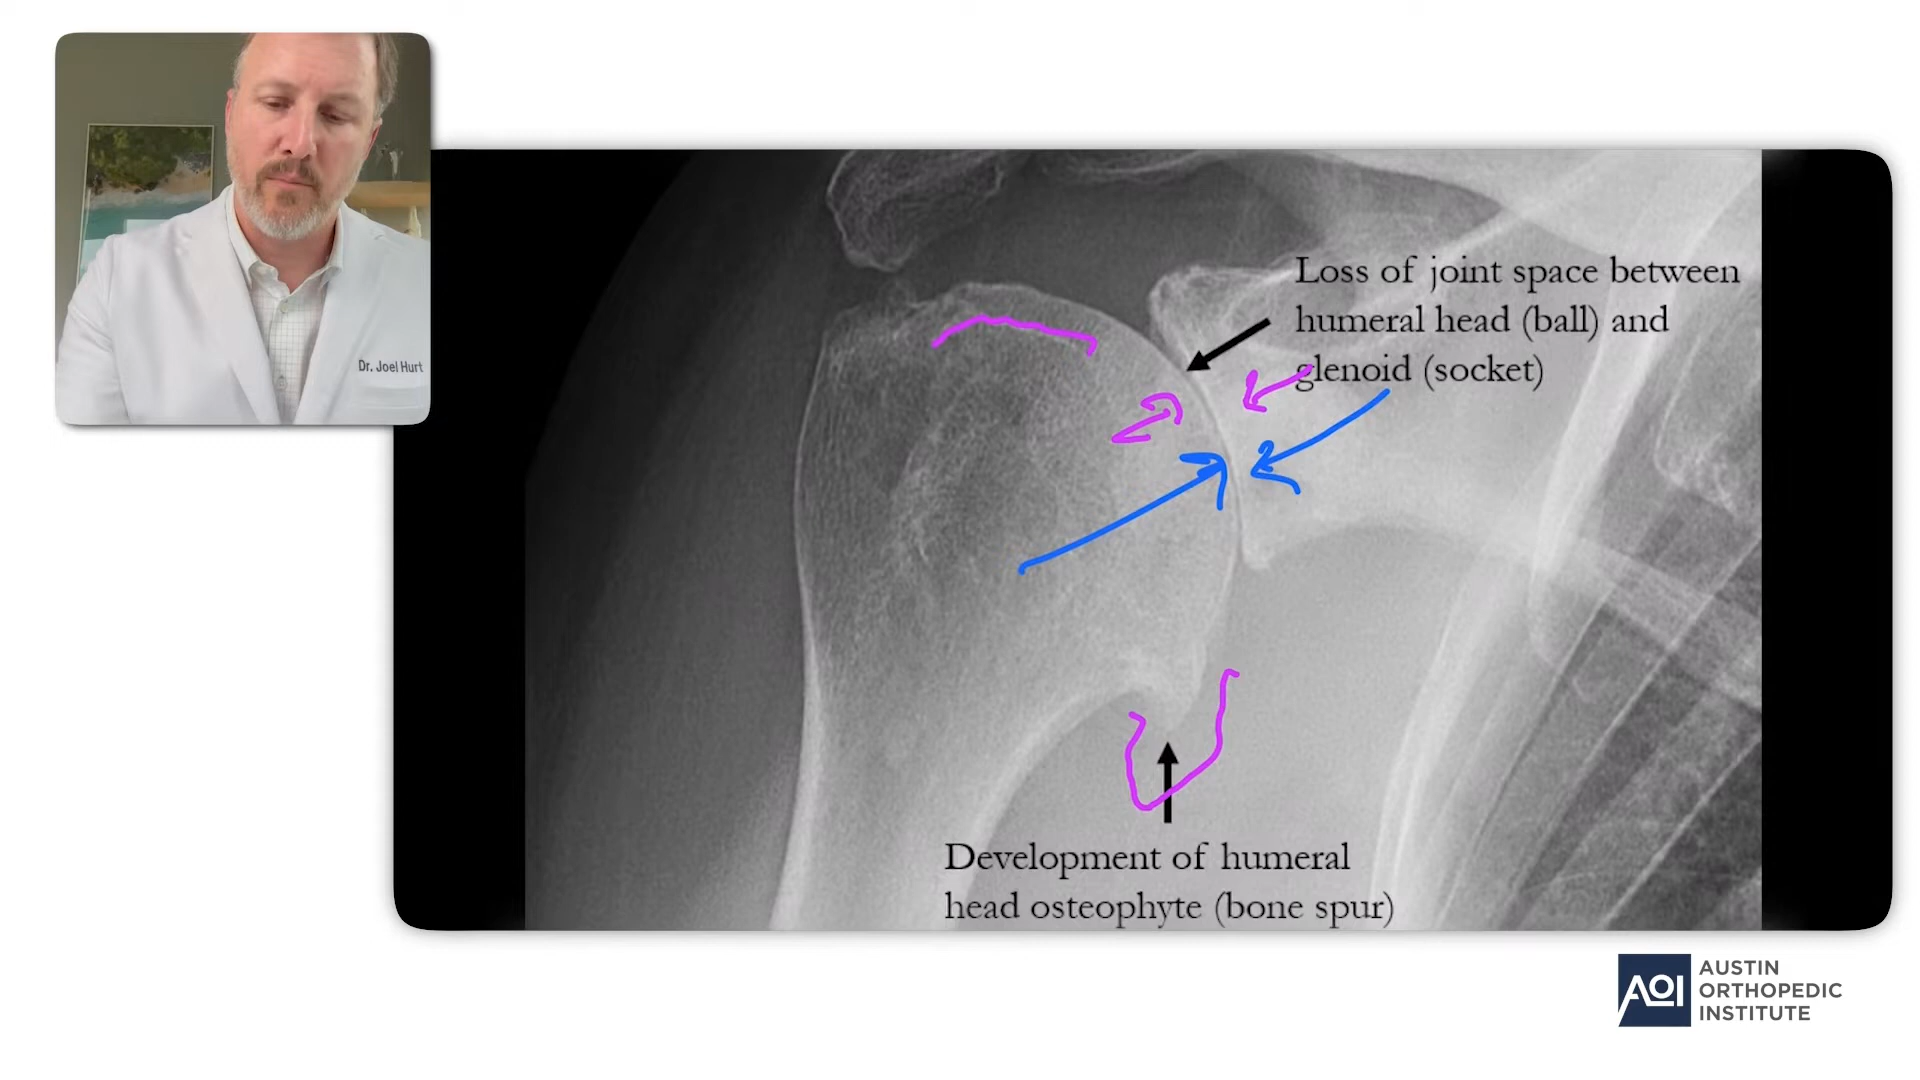 Dr. Joel Hurt
Loss of joint space between
humeral head (ball) and
glenoid (socket)
Development of humeral
head osteophyte (bone spur)
AOI
AUSTIN
ORTHOPEDIC
INSTITUTE